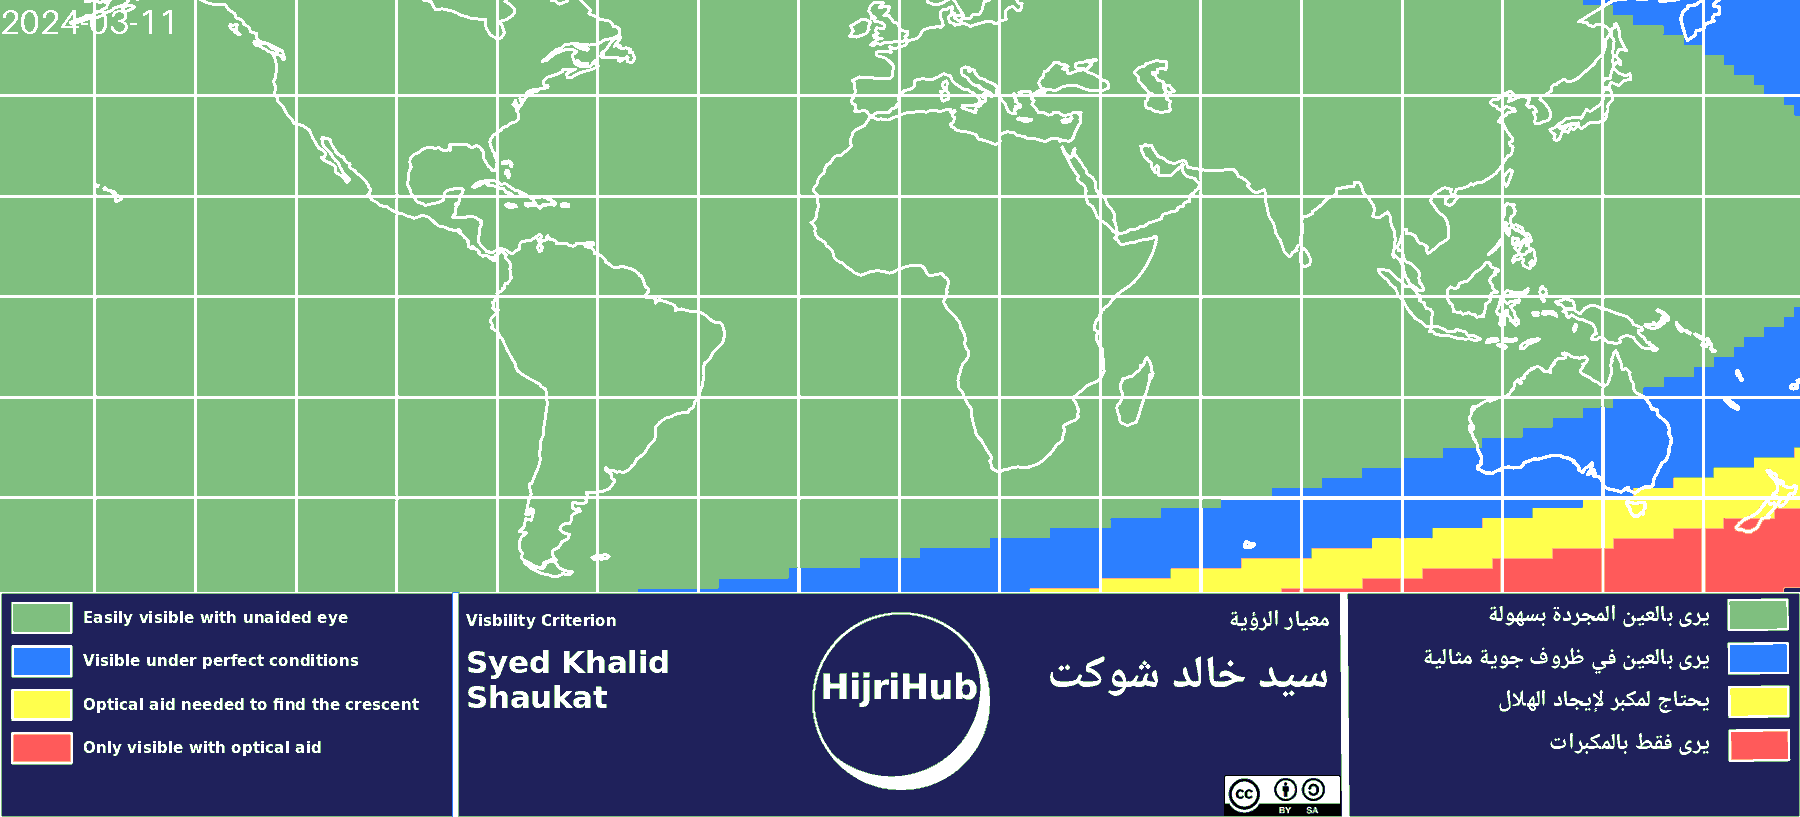 2024-03-11
Easily visible with unaided eye
Visible under perfect conditions
Optical aid needed to find the crescent
Only visible with optical aid
Visbility Criterion
Syed Khalid
Shaukat
HijriHub
معيار الرؤية
سيد خالد شوكت
cc
BY SA
يرى بالعين المجردة بسهولة
يرى بالعين في ظروف جوية مثالية
يحتاج لمكبر لإيجاد الهلال
يرى فقط بالمكبرات